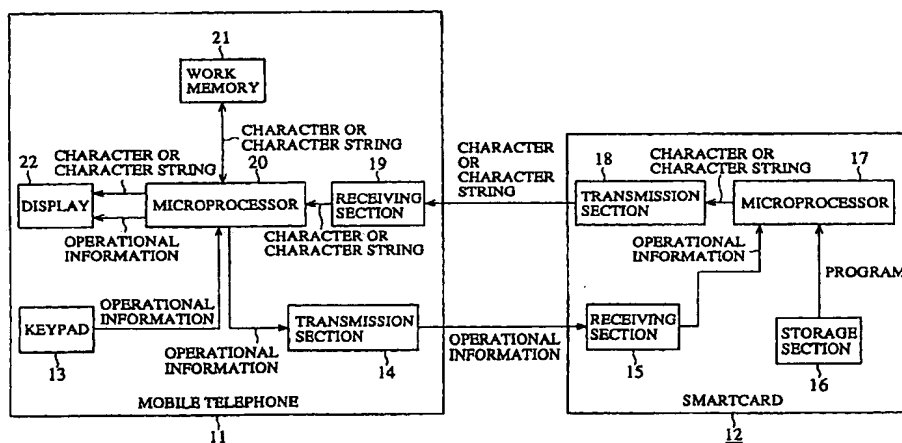 21
WORK
MEMORY
CHARACTER OR
CHARACTER STRING
CHARACTER OR
CHARACTER STRING
22
DISPLAY
OPERATIONAL
INFORMATION
20
MICROPROCESSOR
19
RECEIVING
SECTION
CHARACTER OR
CHARACTER STRING
KEYPAD
13
OPERATIONAL
INFORMATION
OPERATIONAL
INFORMATION
TRANSMISSION
SECTION
14
MOBILE TELEPHONE
11
CHARACTER
OR
CHARACTER
STRING
OPERATIONAL
INFORMATION
18
TRANSMISSION
SECTION
CHARACTER OR
CHARACTER STRING
17
MICROPROCESSOR
OPERATIONAL
INFORMATION
PROGRAM
RECEIVING
SECTION
15
STORAGE
SECTION
16
SMARTCARD
12